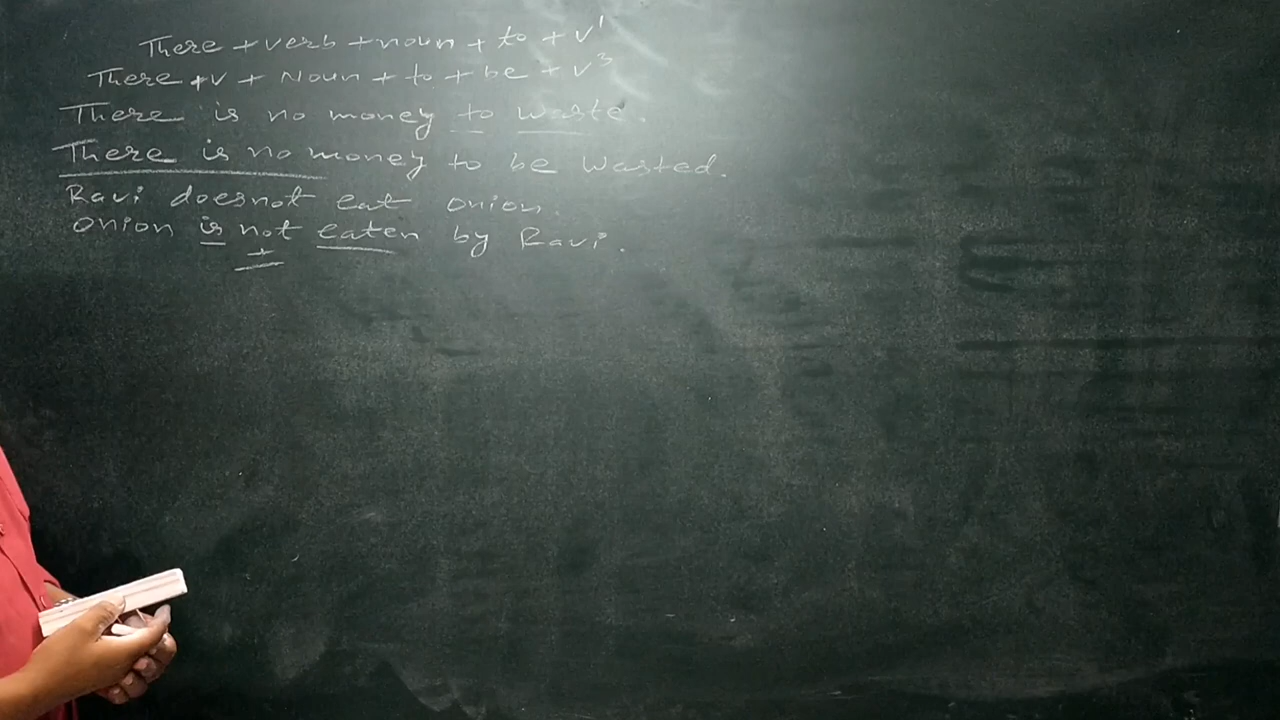 There + verb + noun + to + v¹
There + v + Noun + to + be + v³
There is no money to waste.
There is no money to be wasted.
Ravi doesnot eat onion.
Onion is not eaten by Ravi.